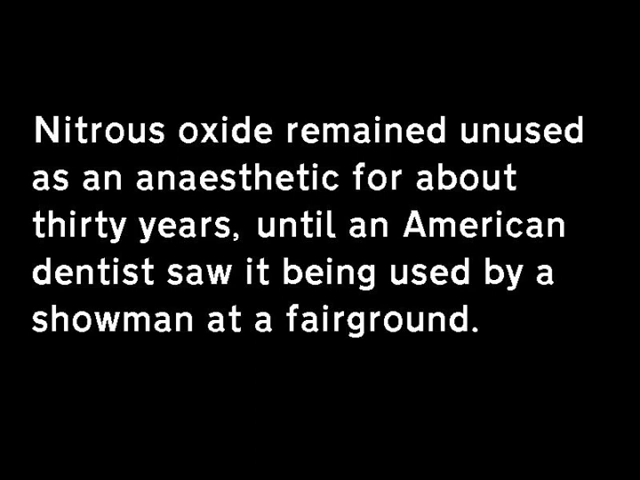 Nitrous oxide remained unused
as an anaesthetic for about
thirty years, until an American
dentist saw it being used by a
showman at a fairground.